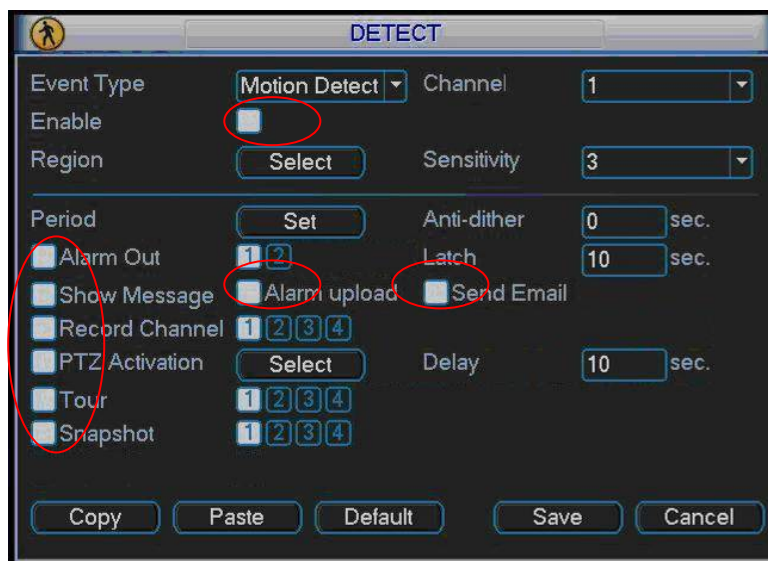 DETECT
Event Type Motion Detect Channel 1
Enable
Region Select Sensitivity 3
Period Set Anti-dither 0 sec.
Alarm Out 1 2 Latch 10 sec.
Show Message Alarm upload Send Email
Record Channel 1 2 3 4
PTZ Activation Select Delay 10 sec.
Tour 1 2 3 4
Snapshot 1 2 3 4
Copy Paste Default Save Cancel